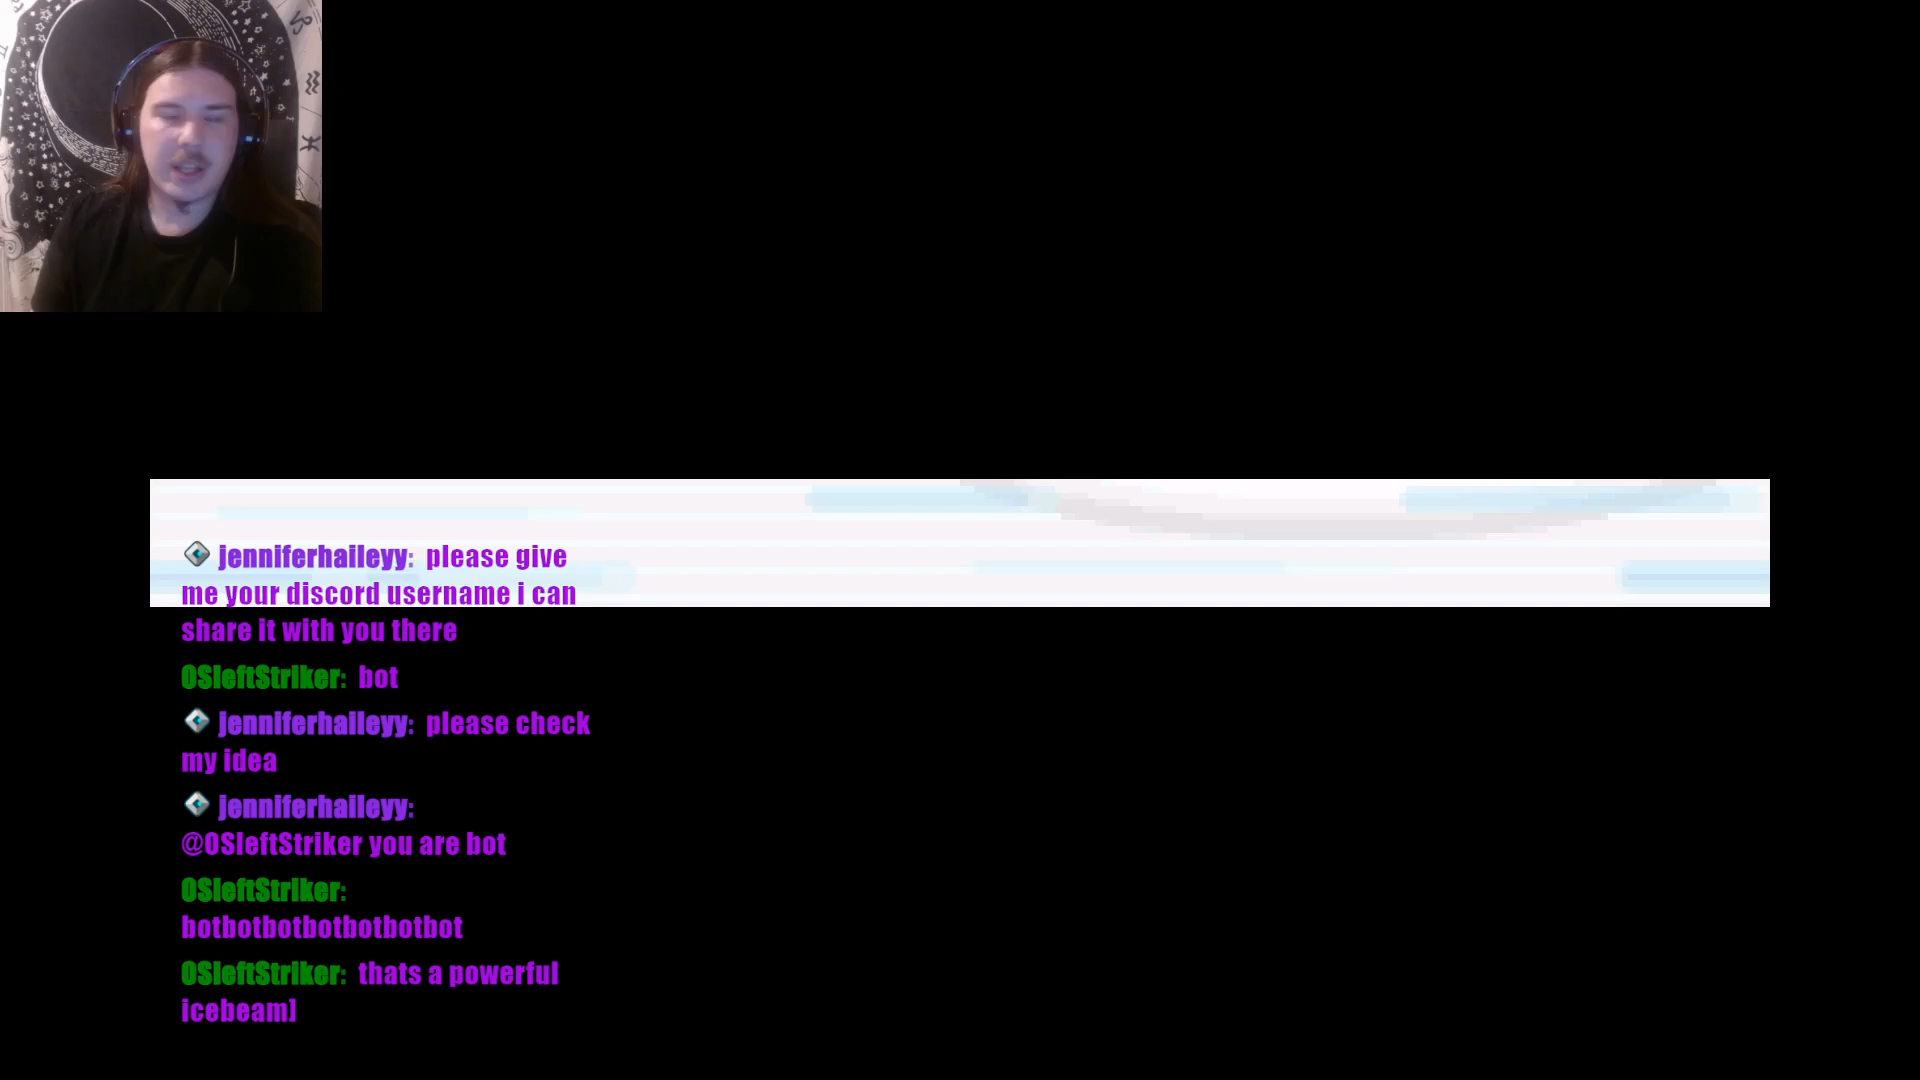 jenniferhaileyy: please give
me your discord username i can
share it with you there
OSleftStriker: bot
jenniferhaileyy: please check
my idea
jenniferhaileyy:
@OSleftStriker you are bot
OSleftStriker:
botbotbotbotbotbotbot
OSleftStriker: thats a powerful
icebeam]